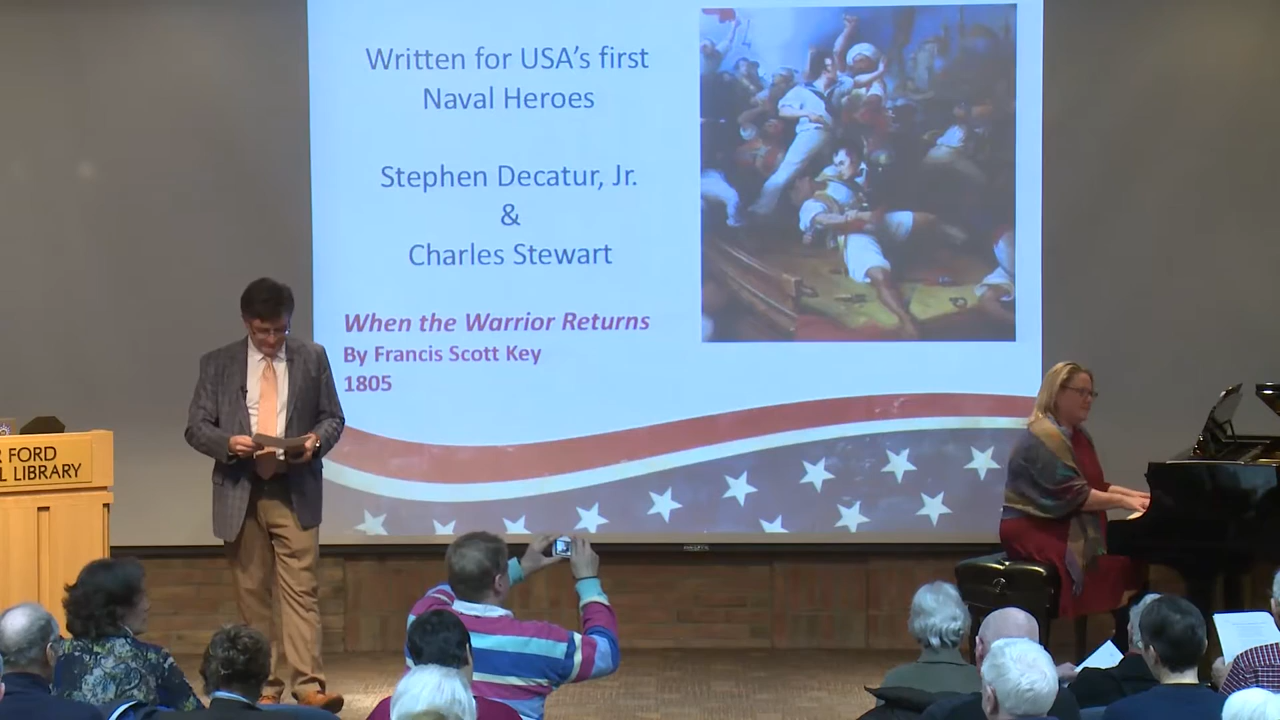 Written for USA's first
Naval Heroes
Stephen Decatur, Jr.
&
Charles Stewart
When the Warrior Returns
By Francis Scott Key
1805
FORD
LIBRARY